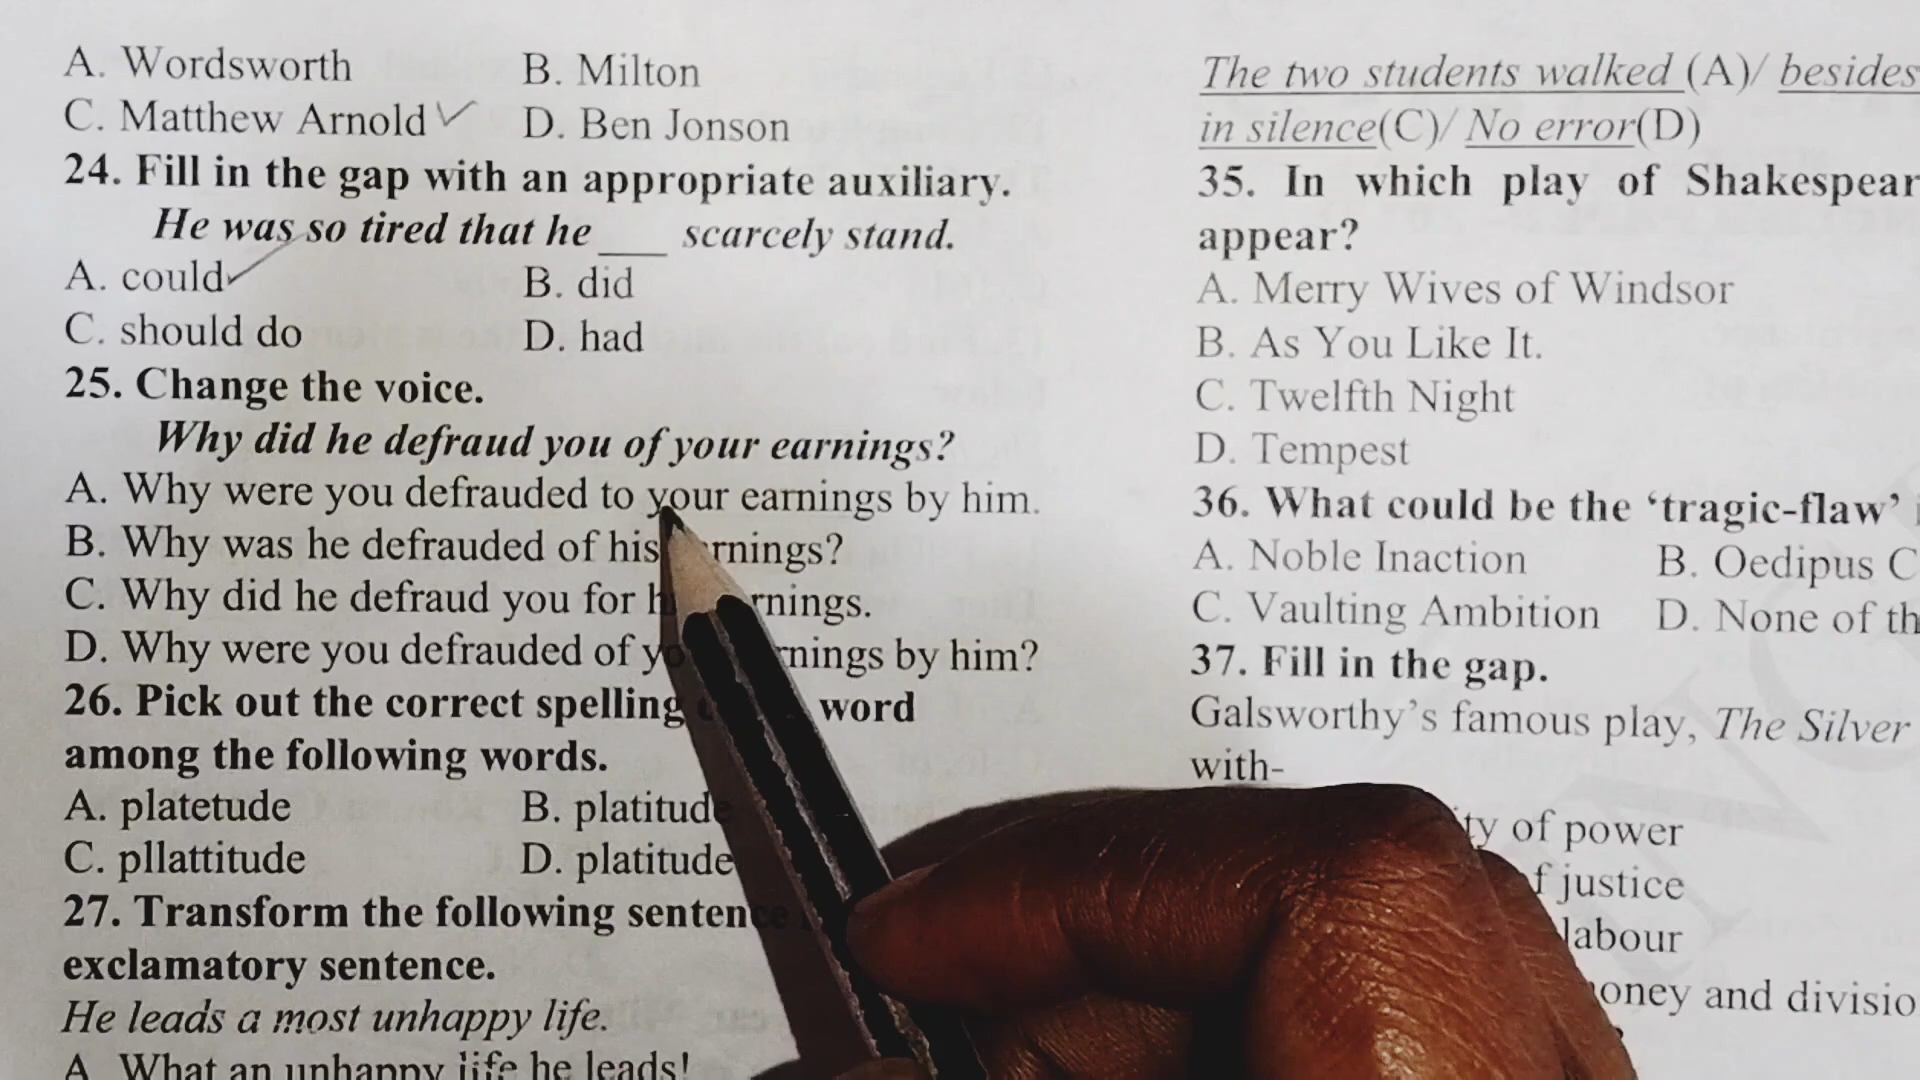 A. Wordsworth B. Milton
C. Matthew Arnold D. Ben Jonson
24. Fill in the gap with an appropriate auxiliary.
He was so tired that he ____ scarcely stand.
A. could B. did
C. should do D. had
25. Change the voice.
Why did he defraud you of your earnings?
A. Why were you defrauded to your earnings by him.
B. Why was he defrauded of his rnings?
C. Why did he defraud you for rnings.
D. Why were you defrauded of rnings by him?
26. Pick out the correct spelling word
among the following words.
A. platetude B. platitude
C. pllattitude D. platitude
27. Transform the following
exclamatory sentence.
He leads a most unhappy life.
A. What an unhappy life he leads!
The two students walked (A)/ besides
in silence(C)/ No error(D)
35. In which play of Shakespear
appear?
A. Merry Wives of Windsor
B. As You Like It.
C. Twelfth Night
D. Tempest
36. What could be the ‘tragic-flaw’
A. Noble Inaction B. Oedipus C
C. Vaulting Ambition D. None of th
37. Fill in the gap.
Galsworthy’s famous play, The Silver
with-
ty of power
f justice
labour
oney and divisio